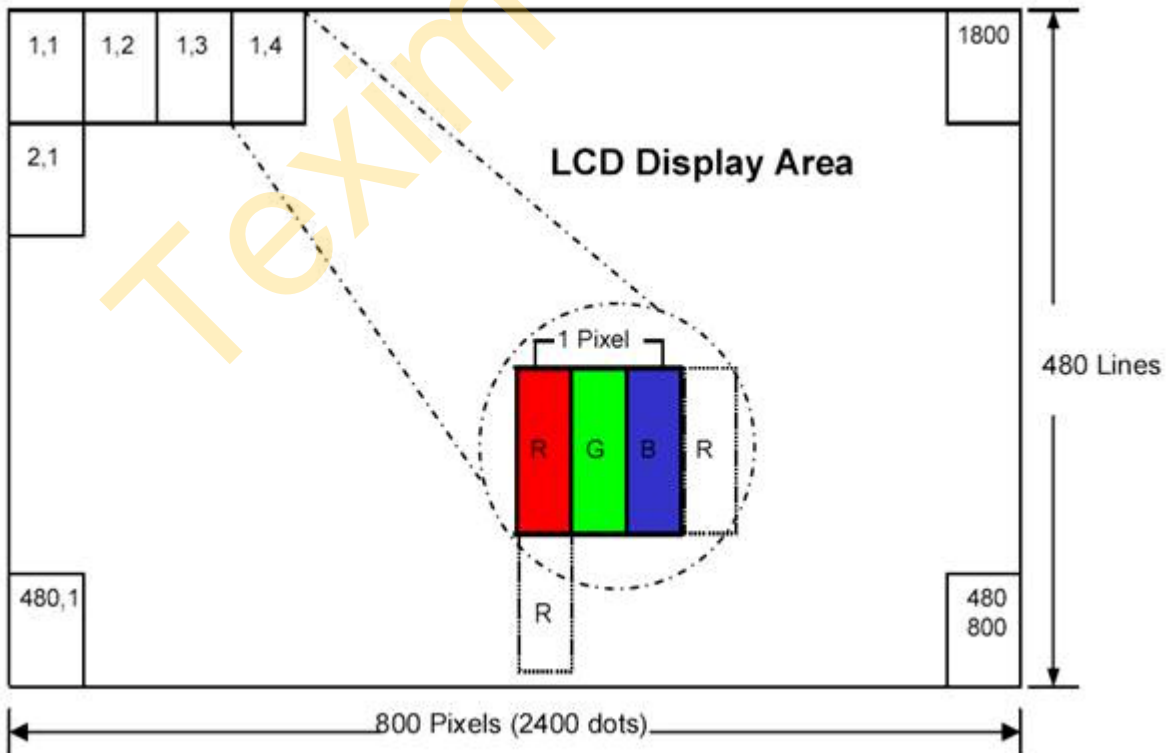 1,1 1,2 1,3 1,4 1800
2,1
LCD Display Area
1 Pixel
480 Lines
R G B R
480,1
R
480
800
800 Pixels (2400 dots)
Texim